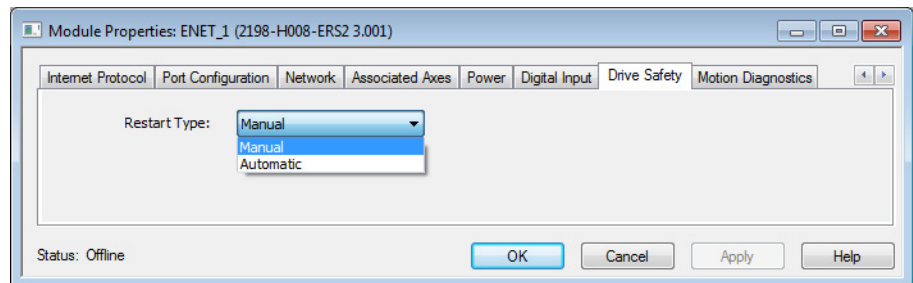 Module Properties: ENET_1 (2198-H008-ERS2 3.001)
Internet Protocol Port Configuration Network Associated Axes Power Digital Input Drive Safety Motion Diagnostics
Restart Type: Manual
Manual
Automatic
Status: Offline OK Cancel Apply Help